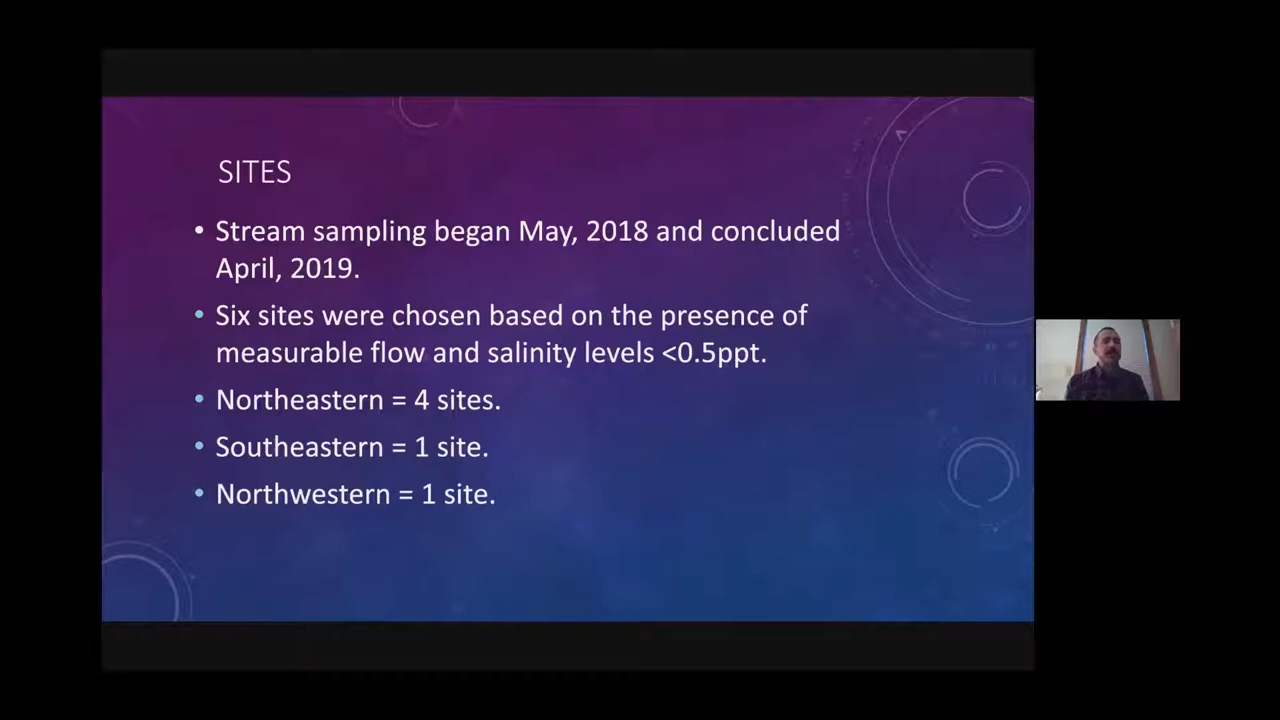 SITES
• Stream sampling began May, 2018 and concluded
April, 2019.
• Six sites were chosen based on the presence of
measurable flow and salinity levels <0.5ppt.
• Northeastern = 4 sites.
• Southeastern = 1 site.
• Northwestern = 1 site.